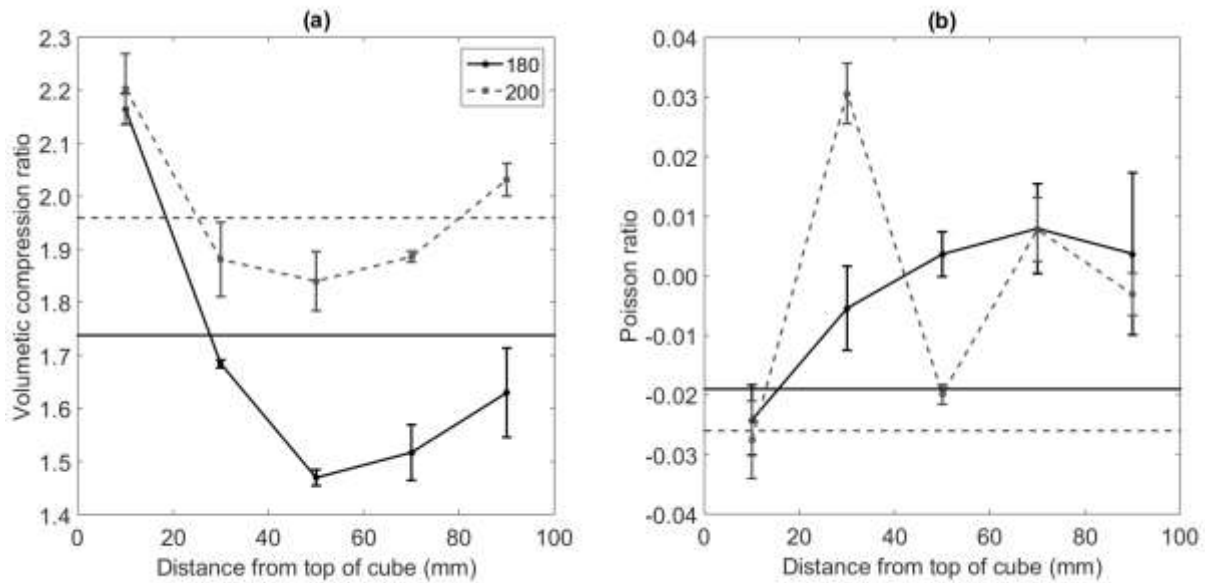 (a)
2.3
2.2
2.1
2.0
1.9
1.8
1.7
1.6
1.5
1.4
Volumetic compression ratio
180
200
0 20 40 60 80 100
Distance from top of cube (mm)
(b)
0.04
0.03
0.02
0.01
0.00
-0.01
-0.02
-0.03
-0.04
Poisson ratio
0 20 40 60 80 100
Distance from top of cube (mm)